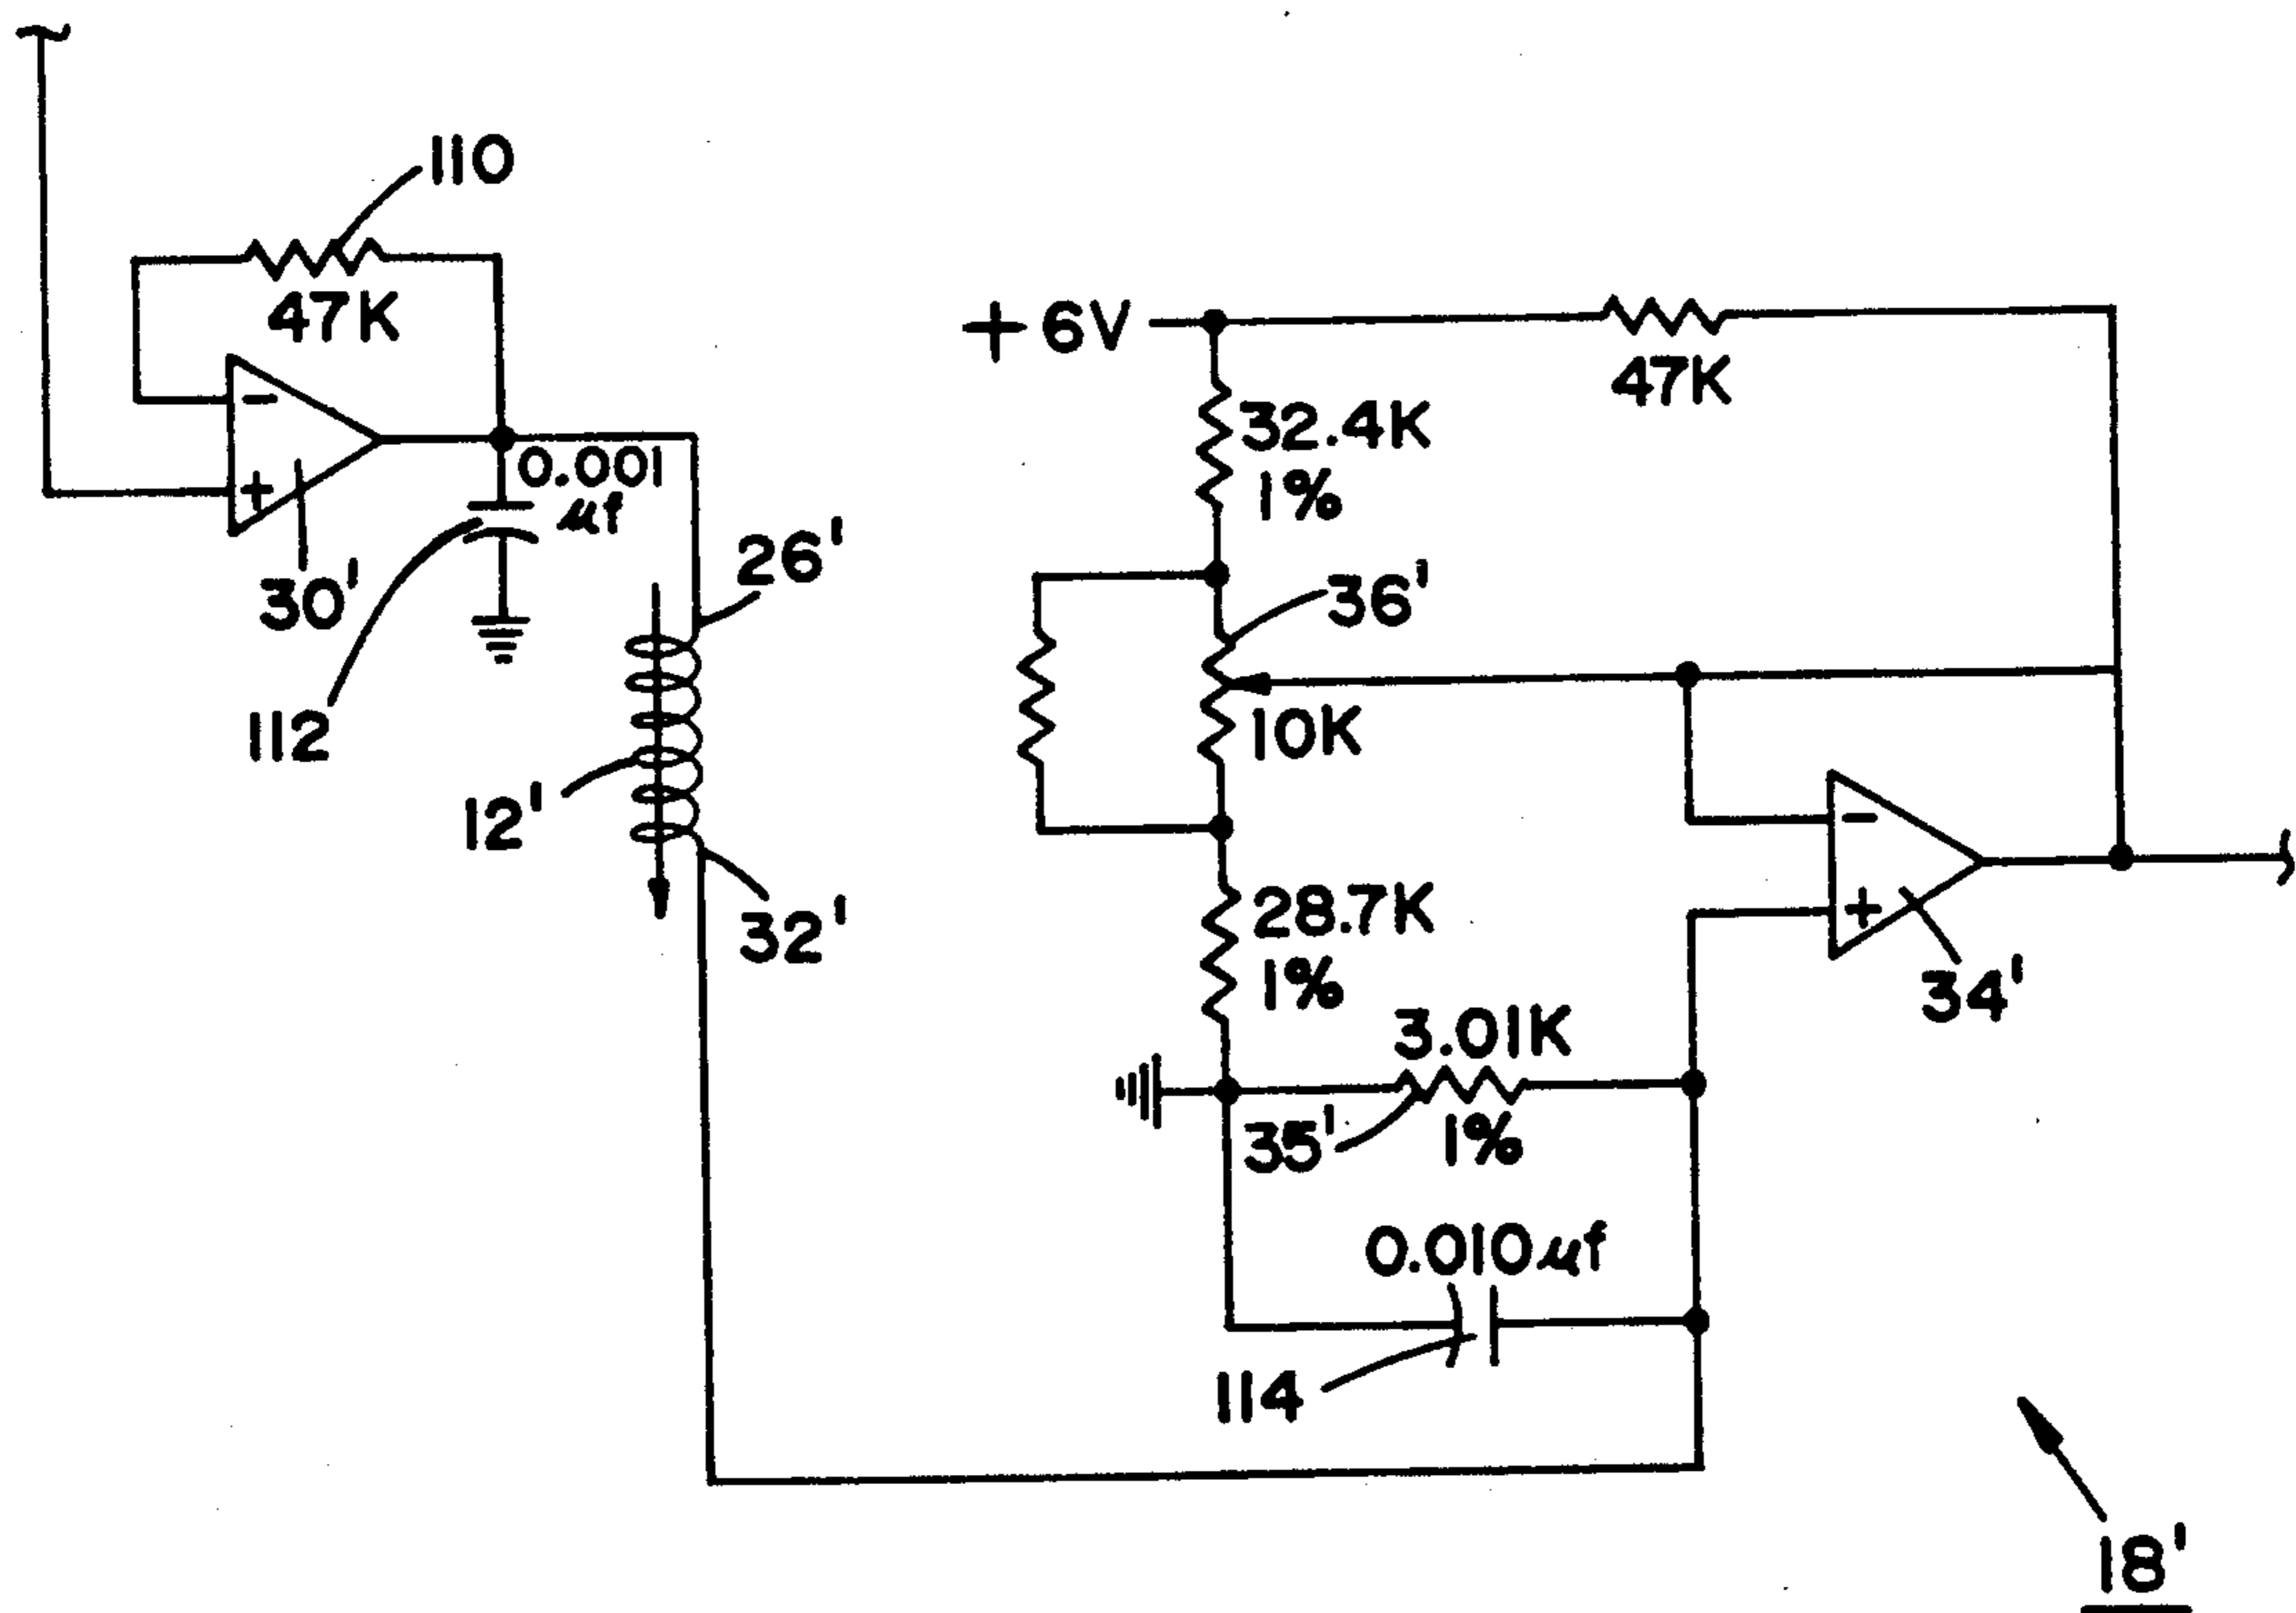 110
47K
-
+
0.001
µf
30'
112
26'
12'
32'
+6V
47K
32.4K
1%
36'
10K
28.7K
1%
-
+
34'
3.01K
35'
1%
0.010µf
114
18'